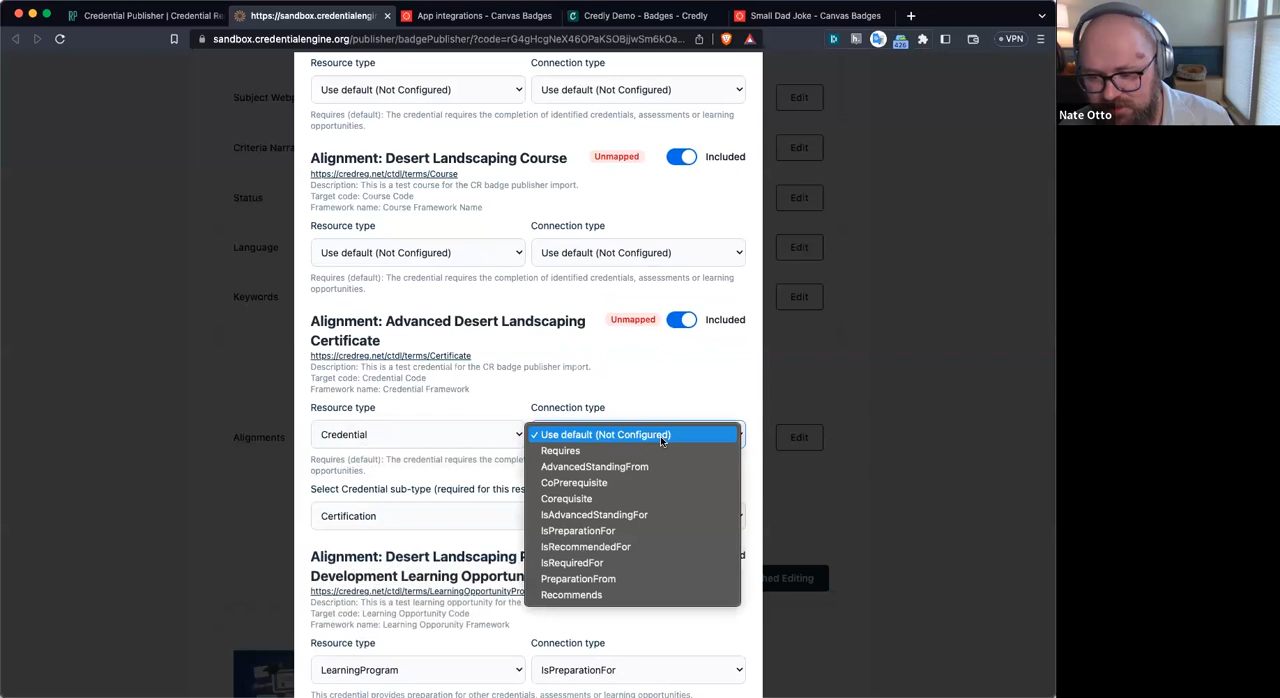 Credential Publisher | Credential Re
https://sandbox.credentialengi
App integrations - Canvas Badges
Credly Demo - Badges - Credly
Small Dad Joke - Canvas Badges
sandbox.credentialengine.org/publisher/badgePublisher/?code=rG4gHcgNeX46OPaKSOBjjwSm6kOa...
426
VPN
Nate Otto
Resource type
Connection type
Use default (Not Configured)
Use default (Not Configured)
Subject Webp
Edit
Requires (default): The credential requires the completion of identified credentials, assessments or learning
opportunities.
Criteria Narra
Edit
Alignment: Desert Landscaping Course
Unmapped
Included
https://credreg.net/ctdl/terms/Course
Description: This is a test course for the CR badge publisher import.
Target code: Course Code
Status
Edit
Framework name: Course Framework Name
Resource type
Connection type
Language
Edit
Use default (Not Configured)
Use default (Not Configured)
Requires (default): The credential requires the completion of identified credentials, assessments or learning
opportunities.
Keywords
Edit
Alignment: Advanced Desert Landscaping
Certificate
Unmapped
Included
https://credreg.net/ctdl/terms/Certificate
Description: This is a test credential for the CR badge publisher import.
Target code: Credential Code
Framework name: Credential Framework
Resource type
Connection type
Alignments
Edit
Credential
Use default (Not Configured)
Requires
AdvancedStandingFrom
CoPrerequisite
Corequisite
IsAdvancedStandingFor
IsPreparationFor
IsRecommendedFor
IsRequiredFor
PreparationFrom
Recommends
Requires (default): The credential requires the comple
opportunities.
Select Credential sub-type (required for this res
Certification
Alignment: Desert Landscaping P
Development Learning Opportun
d
hed Editing
https://credreg.net/ctdl/terms/LearningOpportunityPro
Description: This is a test learning opportunity for the
Target code: Learning Opportunity Code
Framework name: Learning Opporunity Framework
Resource type
Connection type
LearningProgram
IsPreparationFor
This credential provides preparation for other credentials, assessments or learning opportunities.